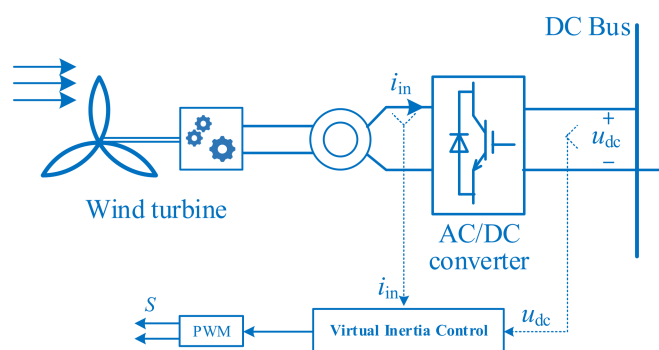 DC Bus
i_in
+
u_dc
−
Wind turbine
AC/DC
converter
i_in
S
PWM
Virtual Inertia Control
u_dc